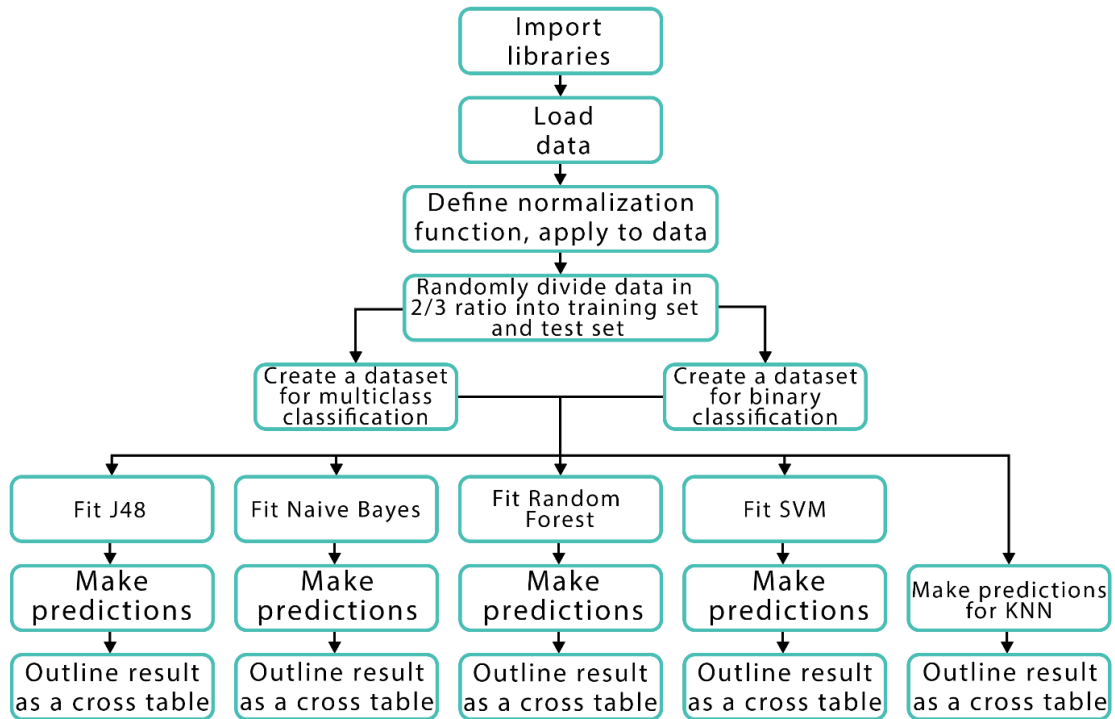 Import
libraries
Load
data
Define normalization
function, apply to data
Randomly divide data in
2/3 ratio into training set
and test set
Create a dataset
for multiclass
classification
Create a dataset
for binary
classification
Fit J48
Fit Naive Bayes
Fit Random
Forest
Fit SVM
Make
predictions
Make
predictions
Make
predictions
Make
predictions
Make predictions
for KNN
Outline result
as a cross table
Outline result
as a cross table
Outline result
as a cross table
Outline result
as a cross table
Outline result
as a cross table